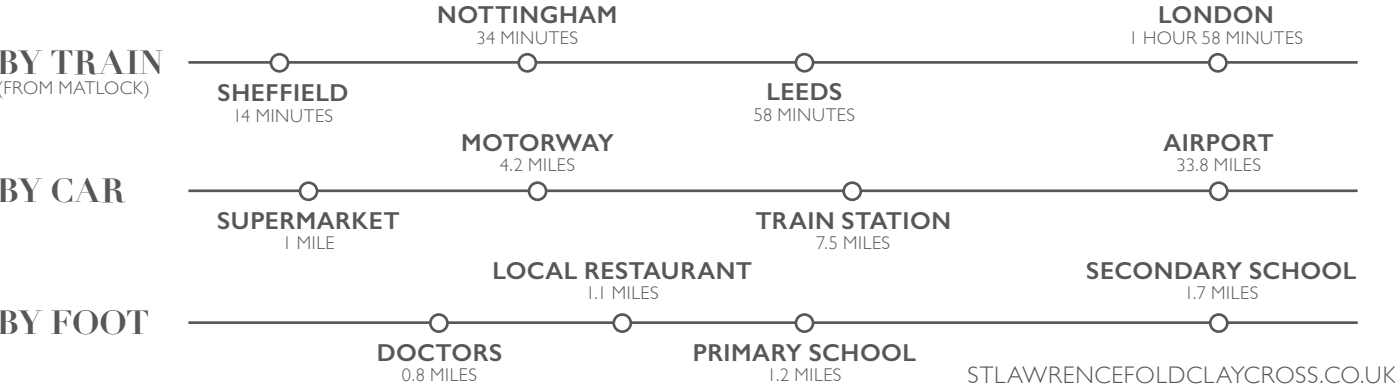 NOTTINGHAM
34 MINUTES
LONDON
1 HOUR 58 MINUTES
BY TRAIN
(FROM MATLOCK)
SHEFFIELD
14 MINUTES
LEEDS
58 MINUTES
MOTORWAY
4.2 MILES
AIRPORT
33.8 MILES
BY CAR
SUPERMARKET
1 MILE
TRAIN STATION
7.5 MILES
LOCAL RESTAURANT
1.1 MILES
SECONDARY SCHOOL
1.7 MILES
BY FOOT
DOCTORS
0.8 MILES
PRIMARY SCHOOL
1.2 MILES
STLAWRENCEFOLDCLAYCROSS.CO.UK